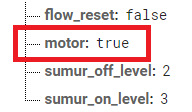 flow_reset: false
motor: true
sumur_off_level: 2
sumur_on_level: 3